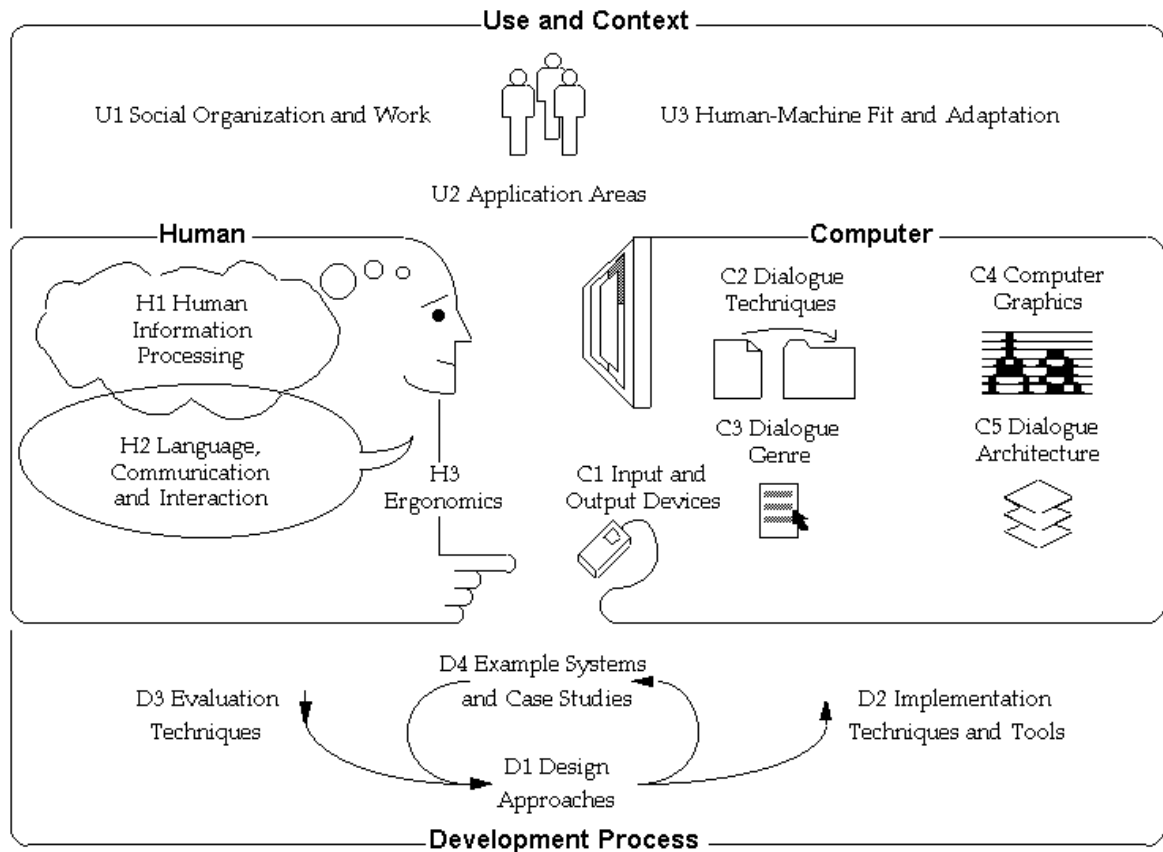 Use and Context
U1 Social Organization and Work
U3 Human-Machine Fit and Adaptation
U2 Application Areas
Human
H1 Human
Information
Processing
H2 Language,
Communication
and Interaction
H3
Ergonomics
Computer
C1 Input and
Output Devices
C2 Dialogue
Techniques
C3 Dialogue
Genre
C4 Computer
Graphics
C5 Dialogue
Architecture
D3 Evaluation
Techniques
D4 Example Systems
and Case Studies
D1 Design
Approaches
D2 Implementation
Techniques and Tools
Development Process